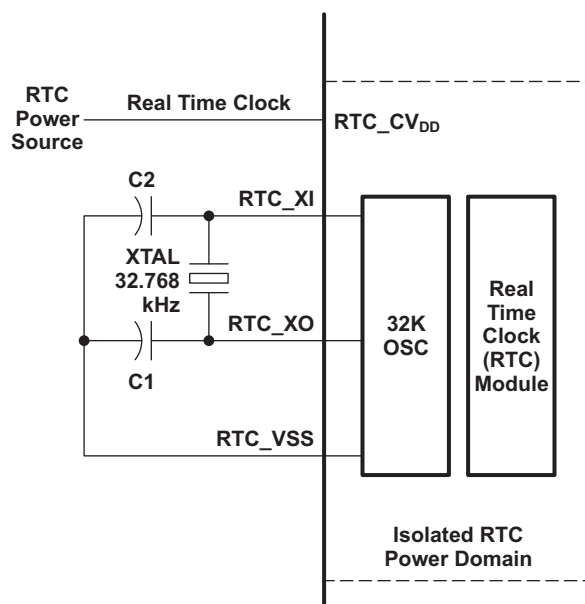 RTC
Power
Source
Real Time Clock
RTC_CVDD
C2
RTC_XI
XTAL
32.768
kHz
RTC_XO
C1
RTC_VSS
32K
OSC
Real
Time
Clock
(RTC)
Module
Isolated RTC
Power Domain